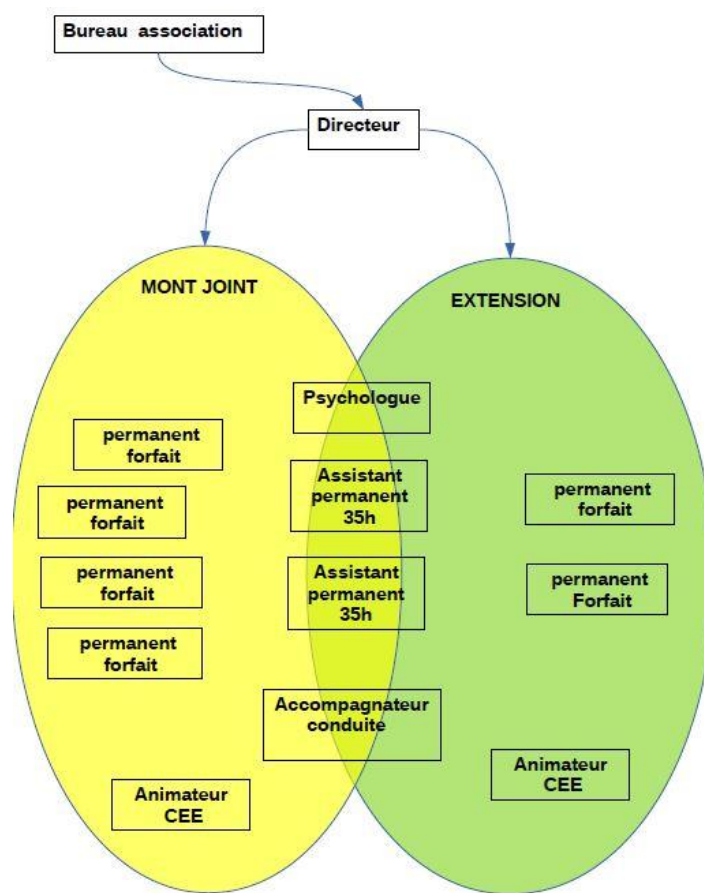 Bureau association
Directeur
MONT JOINT
EXTENSION
Psychologue
permanent
forfait
Assistant
permanent
35h
permanent
forfait
permanent
forfait
permanent
forfait
Assistant
permanent
35h
permanent
Forfait
permanent
forfait
Accompagnateur
conduite
Animateur
CEE
Animateur
CEE